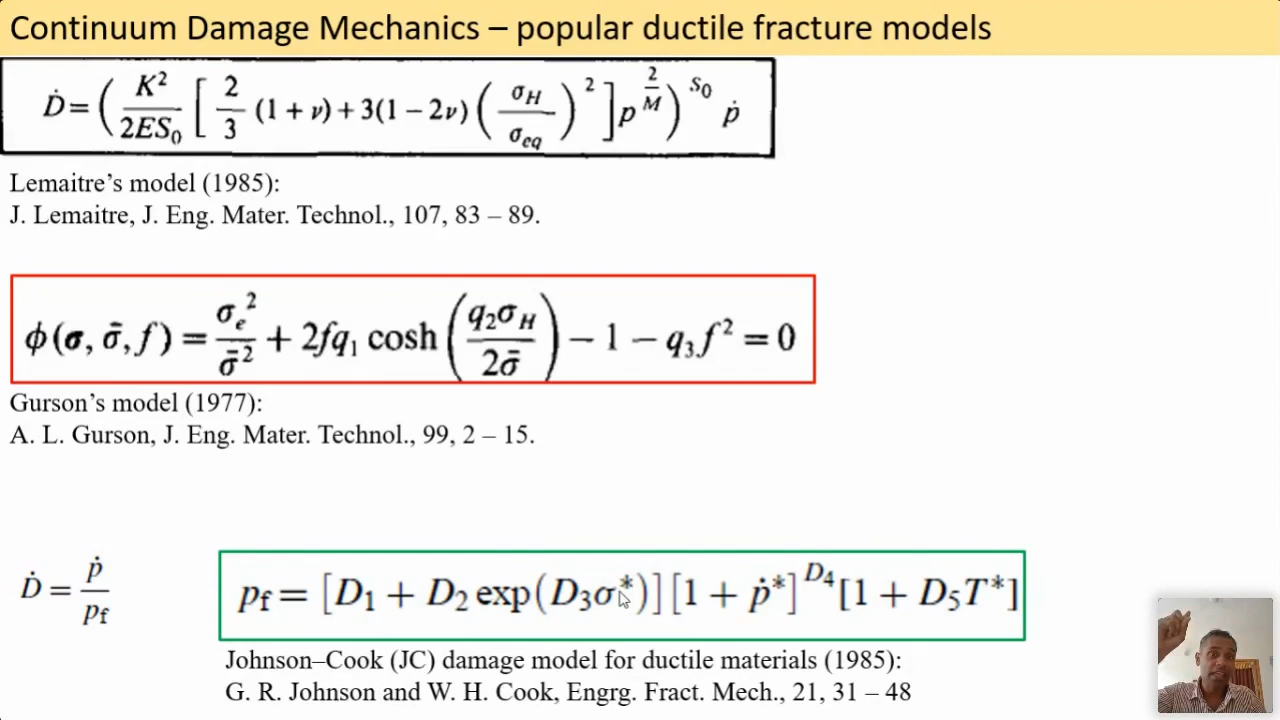 Continuum Damage Mechanics – popular ductile fracture models
Ḋ = ( K² / 2ES₀ [ 2/3 (1 + ν) + 3(1 − 2ν) ( σ_H / σ_eq )² ] p^(2/M) )^(S₀) ṗ
Lemaitre's model (1985):
J. Lemaitre, J. Eng. Mater. Technol., 107, 83 – 89.
ϕ(σ, σ̄, f) = σₑ² / σ̄² + 2fq₁ cosh ( q₂σ_H / 2σ̄ ) − 1 − q₃f² = 0
Gurson's model (1977):
A. L. Gurson, J. Eng. Mater. Technol., 99, 2 – 15.
Ḋ = ṗ / p_f
p_f = [D₁ + D₂ exp(D₃σ*)][1 + ṗ*]^(D₄)[1 + D₅T*]
Johnson–Cook (JC) damage model for ductile materials (1985):
G. R. Johnson and W. H. Cook, Engrg. Fract. Mech., 21, 31 – 48